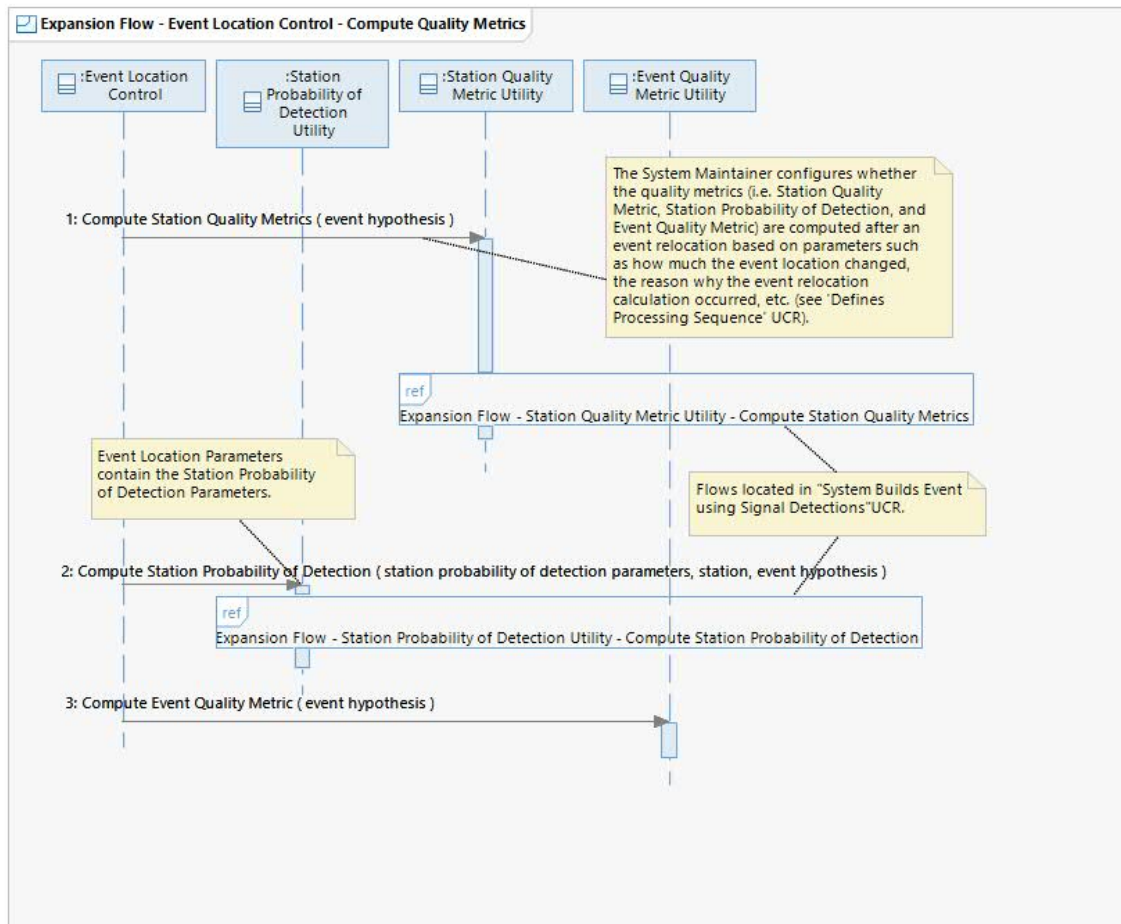 Expansion Flow - Event Location Control - Compute Quality Metrics
:Event Location
Control
:Station
Probability of
Detection
Utility
:Station Quality
Metric Utility
:Event Quality
Metric Utility
The System Maintainer configures whether
the quality metrics (i.e. Station Quality
Metric, Station Probability of Detection, and
Event Quality Metric) are computed after an
event relocation based on parameters such
as how much the event location changed,
the reason why the event relocation
calculation occurred, etc. (see 'Defines
Processing Sequence' UCR).
1: Compute Station Quality Metrics ( event hypothesis )
ref
Expansion Flow - Station Quality Metric Utility - Compute Station Quality Metrics
Event Location Parameters
contain the Station Probability
of Detection Parameters.
Flows located in "System Builds Event
using Signal Detections"UCR.
2: Compute Station Probability of Detection ( station probability of detection parameters, station, event hypothesis )
ref
Expansion Flow - Station Probability of Detection Utility - Compute Station Probability of Detection
3: Compute Event Quality Metric ( event hypothesis )